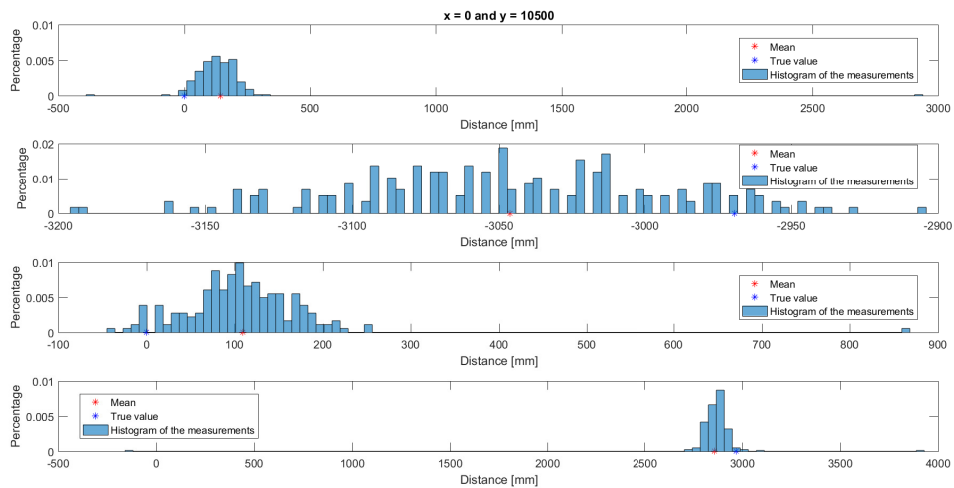 x = 0 and y = 10500
0.01
0.005
0
Percentage
Mean
True value
Histogram of the measurements
-500 0 500 1000 1500 2000 2500 3000
Distance [mm]
0.02
0.01
0
Percentage
Mean
True value
Histogram of the measurements
-3200 -3150 -3100 -3050 -3000 -2950 -2900
Distance [mm]
0.01
0.005
0
Percentage
Mean
True value
Histogram of the measurements
-100 0 100 200 300 400 500 600 700 800 900
Distance [mm]
0.01
0.005
0
Percentage
Mean
True value
Histogram of the measurements
-500 0 500 1000 1500 2000 2500 3000 3500 4000
Distance [mm]